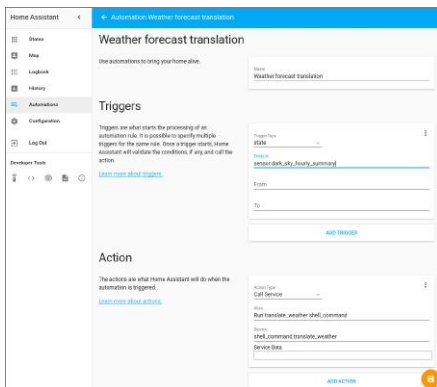 Home Assistant
Automation Weather forecast translation
States
Map
Logbook
History
Automations
Configuration
Log Out
Developer Tools
Weather forecast translation
Use automations to bring your home alive.
Name
Weather forecast translation
Triggers
Triggers are what starts the processing of an
automation rule. It is possible to specify multiple
triggers for the same rule. Once a trigger starts, Home
Assistant will validate the conditions, if any, and call the
action.
Learn more about triggers.
Trigger Type
state
Entity Id
sensor.dark_sky_hourly_summary
From
To
ADD TRIGGER
Action
The actions are what Home Assistant will do when the
automation is triggered.
Learn more about actions.
Action Type
Call Service
Alias
Run translate_weather shell_command
Service
shell_command.translate_weather
Service Data
ADD ACTION